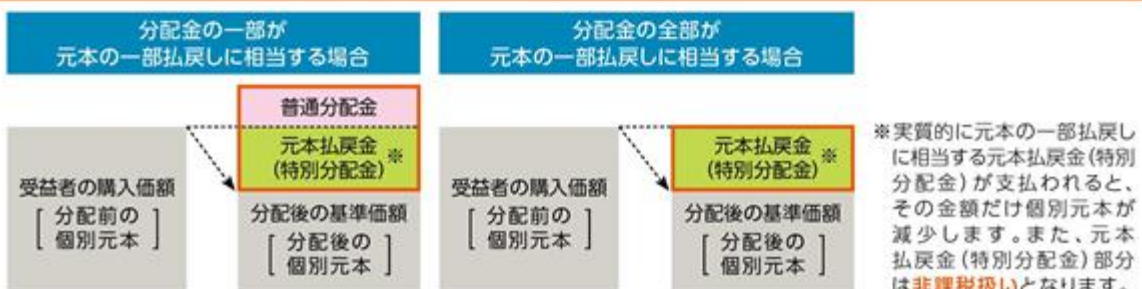 分配金の一部が
元本の一部払戻しに相当する場合
分配金の全部が
元本の一部払戻しに相当する場合
普通分配金
元本払戻金
(特別分配金)
※
受益者の購入価額
[ 分配前の
個別元本 ]
分配後の基準価額
[ 分配後の
個別元本 ]
元本払戻金
(特別分配金)
※
受益者の購入価額
[ 分配前の
個別元本 ]
分配後の基準価額
[ 分配後の
個別元本 ]
※実質的に元本の一部払戻し
に相当する元本払戻金(特別
分配金)が支払われると、
その金額だけ個別元本が
減少します。また、元本
払戻金(特別分配金)部分
は非課税扱いとなります。